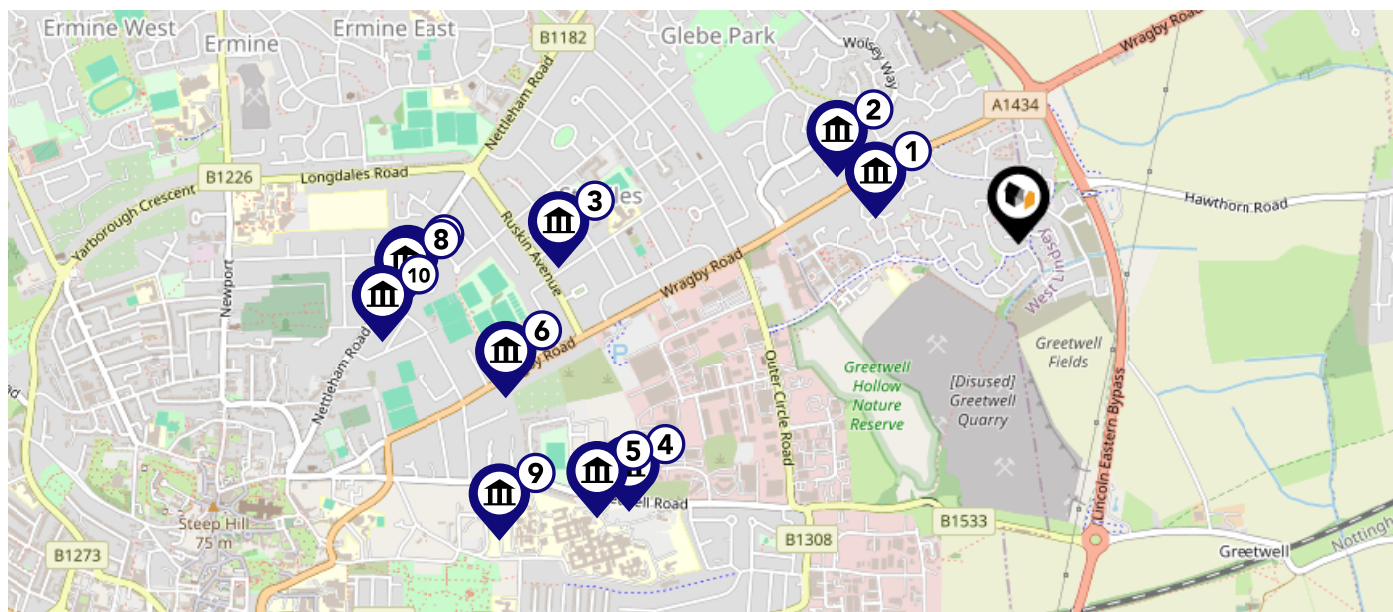 Ermine West
Ermine
Ermine East
B1182
Glebe Park
Wolsey Way
Wragby Road
A1434
Nettleham Road
2
1
B1226
Longdales Road
Yarborough Crescent
3
Hawthorn Road
Ruskin Avenue
8
10
Newport
Wragby Road
West Lindsey
6
Road
P
Nettleham Road
Greetwell
Hollow
Nature
Reserve
[Disused]
Greetwell
Quarry
Greetwell
Fields
Outer Circle Road
Lincoln Eastern Bypass
5
4
9
Road
Steep Hill
75 m
B1533
B1308
B1273
Greetwell
Nottingh